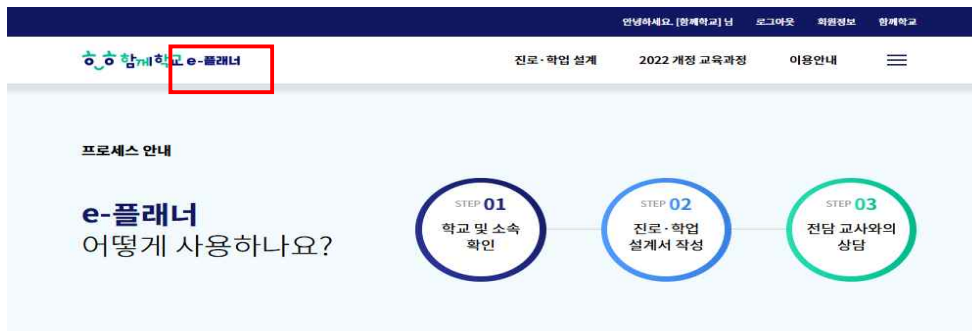 안녕하세요. [함께학교] 님 로그아웃 회원정보 함께학교
ㅎㅎ 함께학교 e-플래너 진로·학업 설계 2022 개정 교육과정 이용안내
프로세스 안내
e-플래너
어떻게 사용하나요?
STEP 01
학교 및 소속
확인
STEP 02
진로·학업
설계서 작성
STEP 03
전담 교사와의
상담